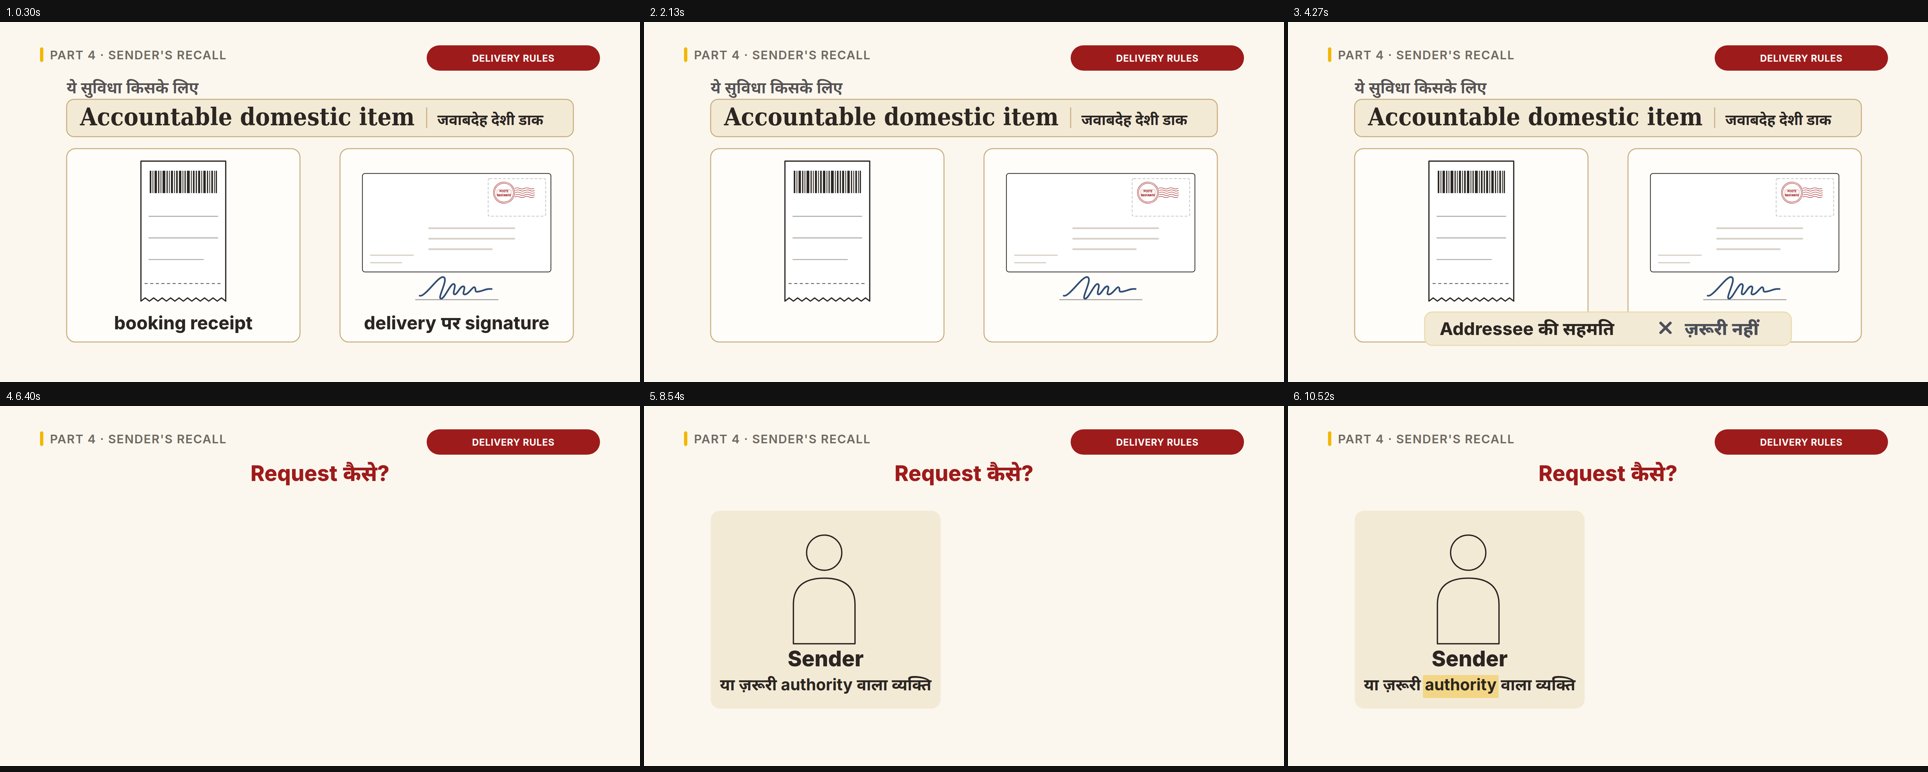 1. 0.30s
PART 4 · SENDER'S RECALL
DELIVERY RULES
ये सुविधा किसके लिए
Accountable domestic item | जवाबदेह देशी डाक
booking receipt
delivery पर signature
2. 2.13s
PART 4 · SENDER'S RECALL
DELIVERY RULES
ये सुविधा किसके लिए
Accountable domestic item | जवाबदेह देशी डाक
3. 4.27s
PART 4 · SENDER'S RECALL
DELIVERY RULES
ये सुविधा किसके लिए
Accountable domestic item | जवाबदेह देशी डाक
Addressee की सहमति ✕ ज़रूरी नहीं
4. 6.40s
PART 4 · SENDER'S RECALL
DELIVERY RULES
Request कैसे?
5. 8.54s
PART 4 · SENDER'S RECALL
DELIVERY RULES
Request कैसे?
Sender
या ज़रूरी authority वाला व्यक्ति
6. 10.52s
PART 4 · SENDER'S RECALL
DELIVERY RULES
Request कैसे?
Sender
या ज़रूरी authority वाला व्यक्ति